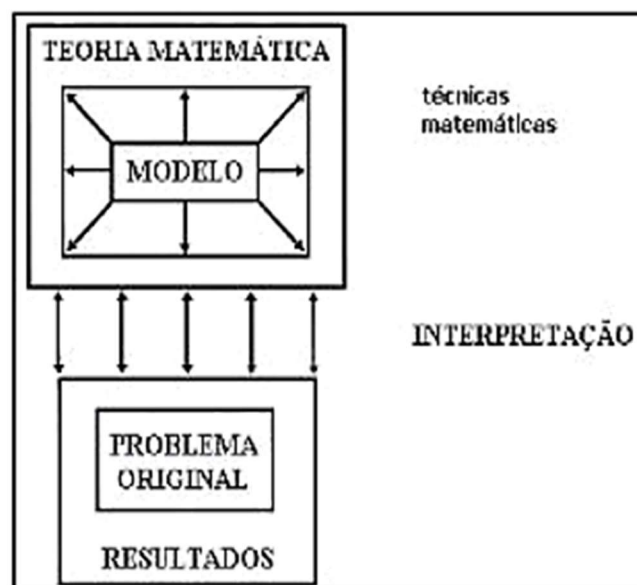 TEORIA MATEMÁTICA
técnicas
matemáticas
MODELO
INTERPRETAÇÃO
PROBLEMA
ORIGINAL
RESULTADOS